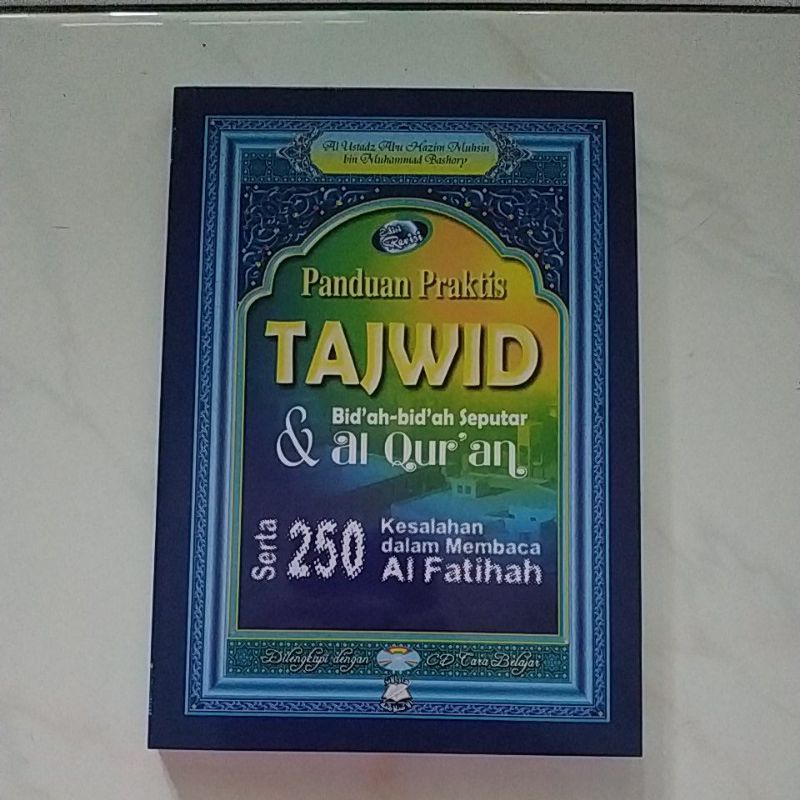 Al Ustadz Abu Hazim Muhsin
bin Muhammad Bashory
Edisi
Revisi
Panduan Praktis
TAJWID
& Bid'ah-bid'ah Seputar
al Qur'an
Serta 250 Kesalahan
dalam Membaca
Al Fatihah
Dilengkapi dengan CD Cara Belajar